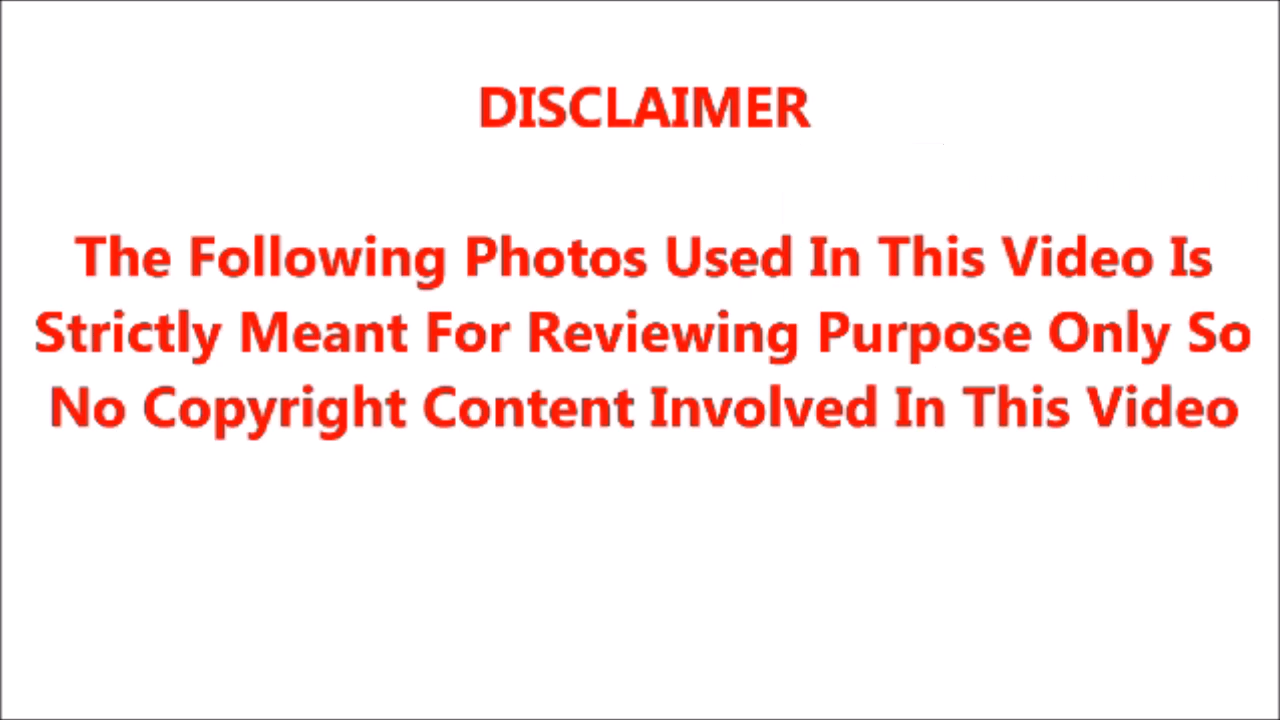 DISCLAIMER
The Following Photos Used In This Video Is
Strictly Meant For Reviewing Purpose Only So
No Copyright Content Involved In This Video